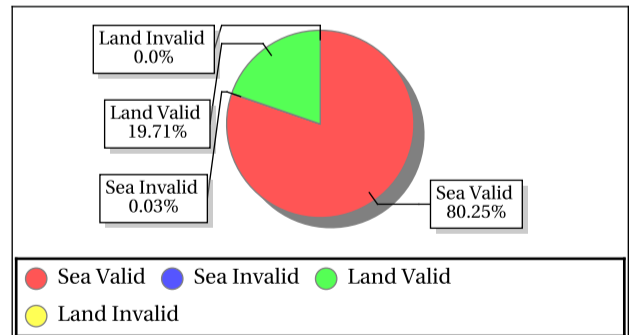 Land Invalid
0.0%
Land Valid
19.71%
Sea Invalid
0.03%
Sea Valid
80.25%
Sea Valid Sea Invalid Land Valid
Land Invalid